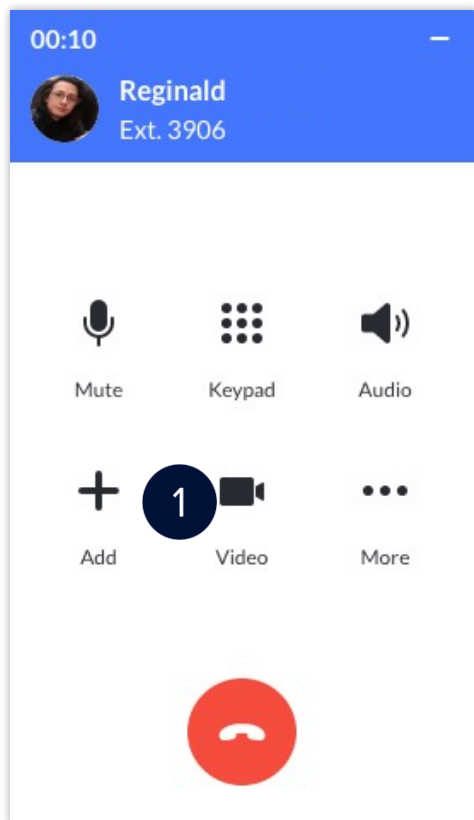 00:10
Reginald
Ext. 3906
Mute Keypad Audio
1
Add Video More